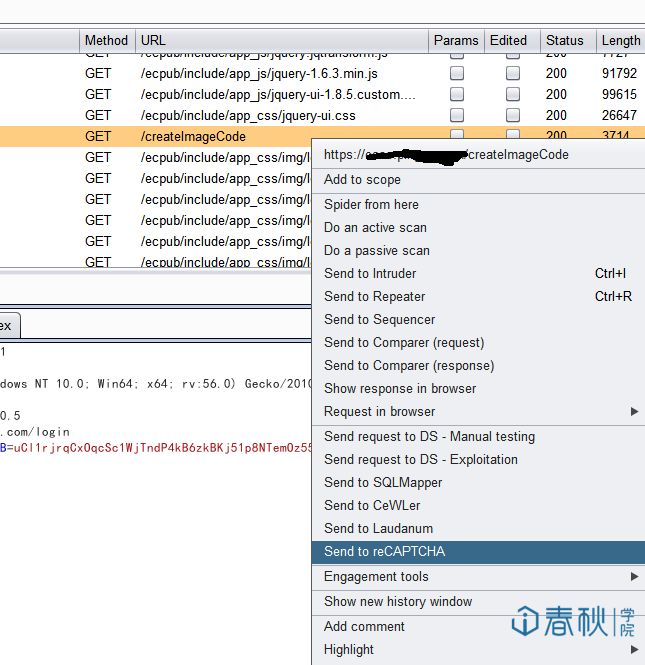 Method URL Params Edited Status Length
GET /ecpub/include/app_js/jquery.jqtransform.js 200 7727
GET /ecpub/include/app_js/jquery-1.6.3.min.js 200 91792
GET /ecpub/include/app_js/jquery-ui-1.8.5.custom.... 200 99615
GET /ecpub/include/app_css/jquery-ui.css 200 26647
GET /createImageCode 200 3714
https:// /createImageCode
GET /ecpub/include/app_css/img/l
Add to scope
GET /ecpub/include/app_css/img/l
Spider from here
GET /ecpub/include/app_css/img/l
Do an active scan
GET /ecpub/include/app_css/img/l
Do a passive scan
GET /ecpub/include/app_css/img/l
GET /ecpub/include/app_css/img/l
Send to Intruder Ctrl+I
Send to Repeater Ctrl+R
Send to Sequencer
ex
Send to Comparer (request)
1
Send to Comparer (response)
dows NT 10.0; Win64; x64; rv:56.0) Gecko/2010
Show response in browser
0.5
Request in browser
.com/login
Send request to DS - Manual testing
B=uCl1rjrqCxOqcSc1WjTndP4kB6zkBKj51p8NTemOz55
Send request to DS - Exploitation
Send to SQLMapper
Send to CeWLer
Send to Laudanum
Send to reCAPTCHA
Engagement tools
Show new history window
Add comment
Highlight
春秋学院